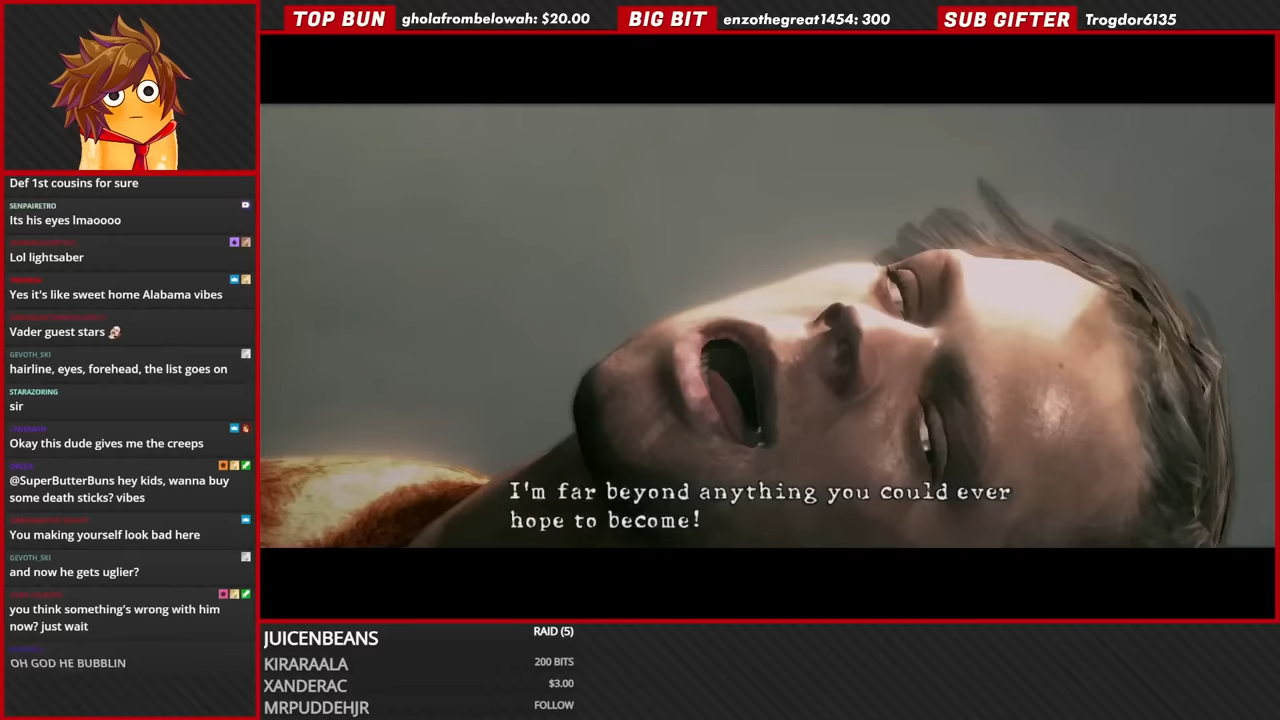 TOP BUN gholafrombelowah: $20.00 BIG BIT enzothegreat1454: 300 SUB GIFTER Trogdor6135
Def 1st cousins for sure
SENPAIRETRO
Its his eyes lmaoooo
Lol lightsaber
Yes it's like sweet home Alabama vibes
Vader guest stars
GEVOTH_SKI
hairline, eyes, forehead, the list goes on
STARAZORING
sir
Okay this dude gives me the creeps
@SuperButterBuns hey kids, wanna buy
some death sticks? vibes
You making yourself look bad here
GEVOTH_SKI
and now he gets uglier?
you think something's wrong with him
now? just wait
OH GOD HE BUBBLIN
I'm far beyond anything you could ever
hope to become!
JUICENBEANS RAID (5)
KIRARAALA 200 BITS
XANDERAC $3.00
MRPUDDEHJR FOLLOW